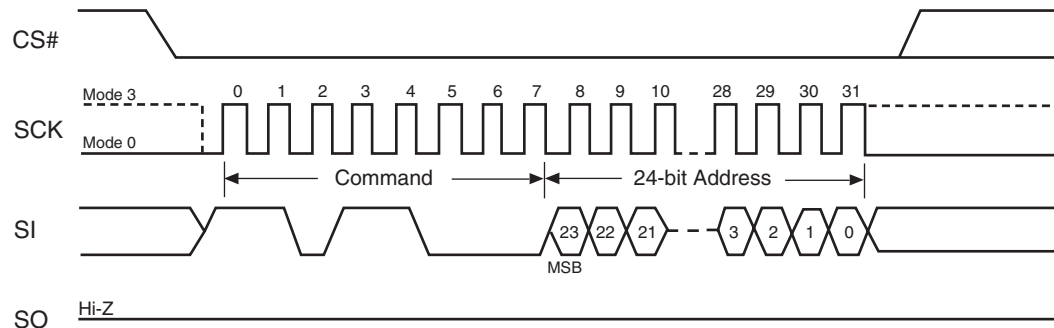 CS#
Mode 3
0 1 2 3 4 5 6 7 8 9 10 28 29 30 31
SCK
Mode 0
Command
24-bit Address
SI
23 22 21 3 2 1 0
MSB
Hi-Z
SO